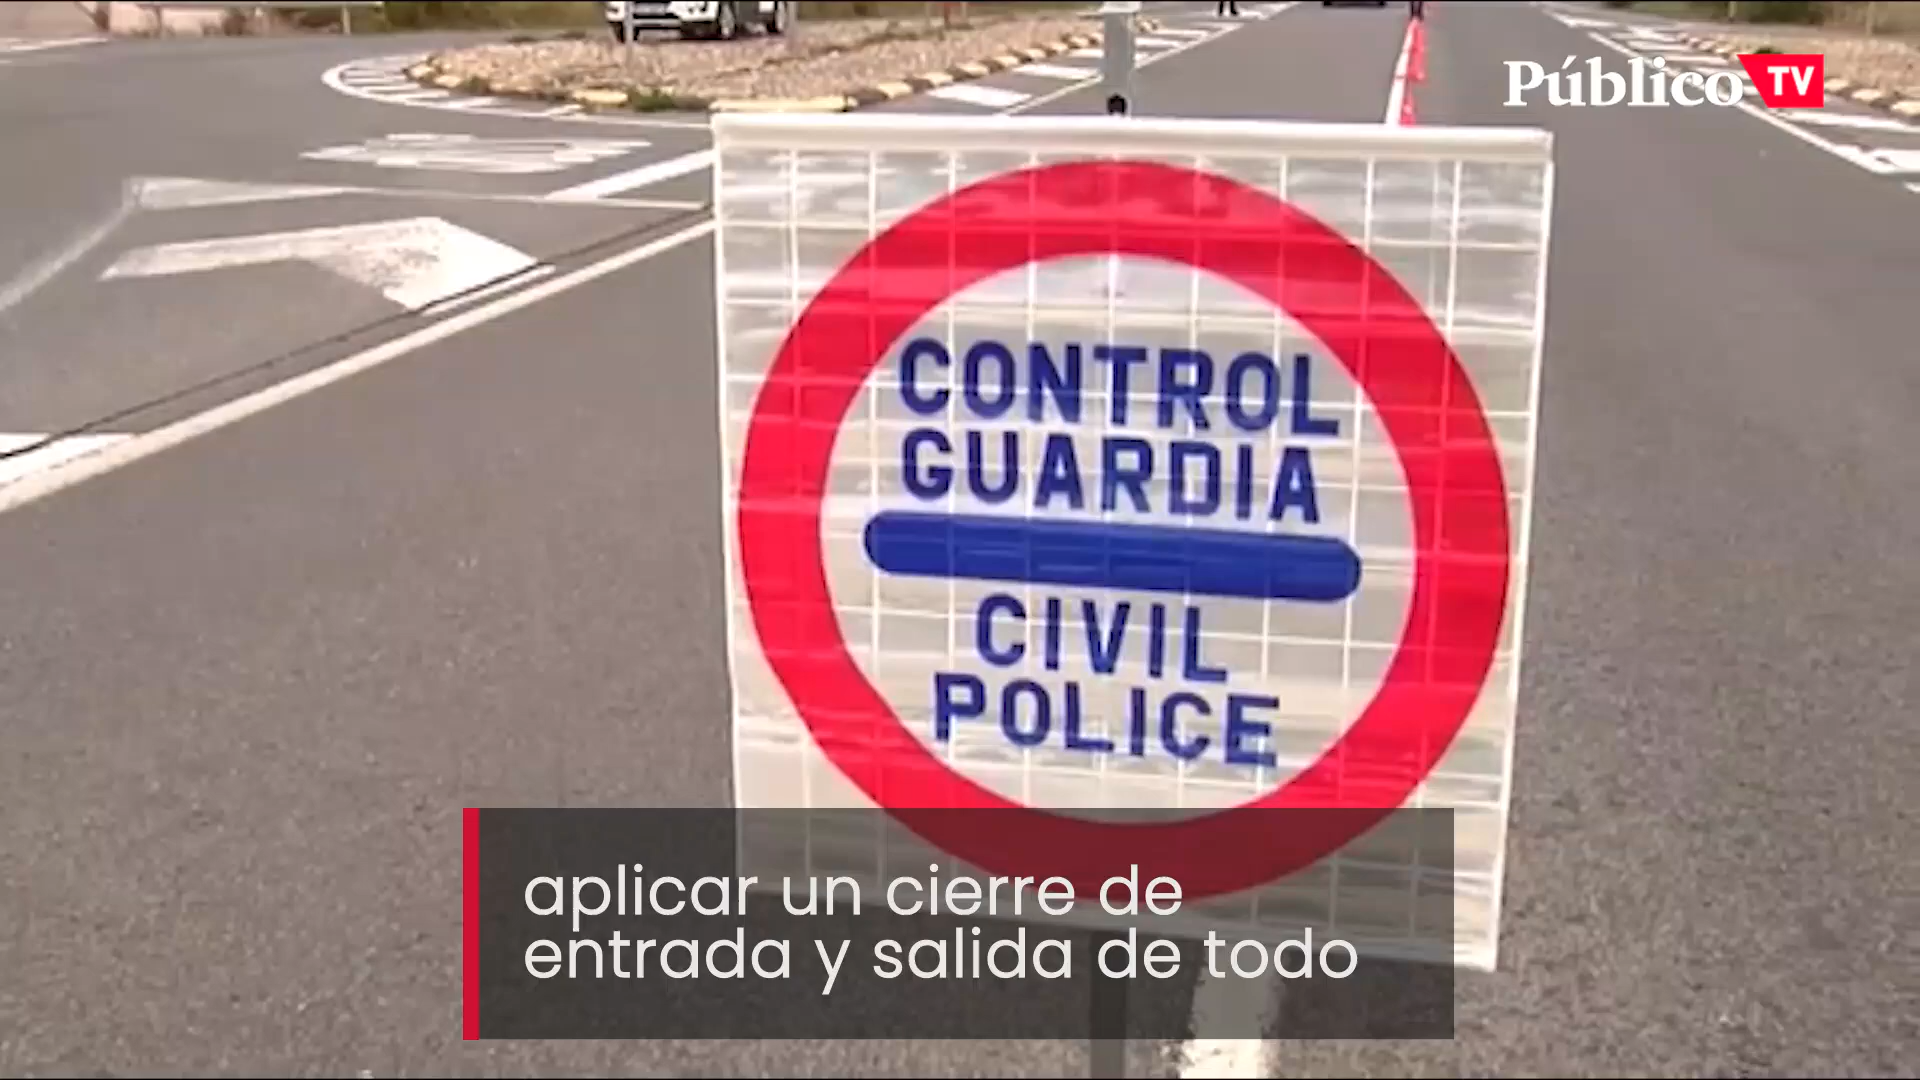 Público TV
CONTROL
GUARDIA
CIVIL
POLICE
aplicar un cierre de
entrada y salida de todo